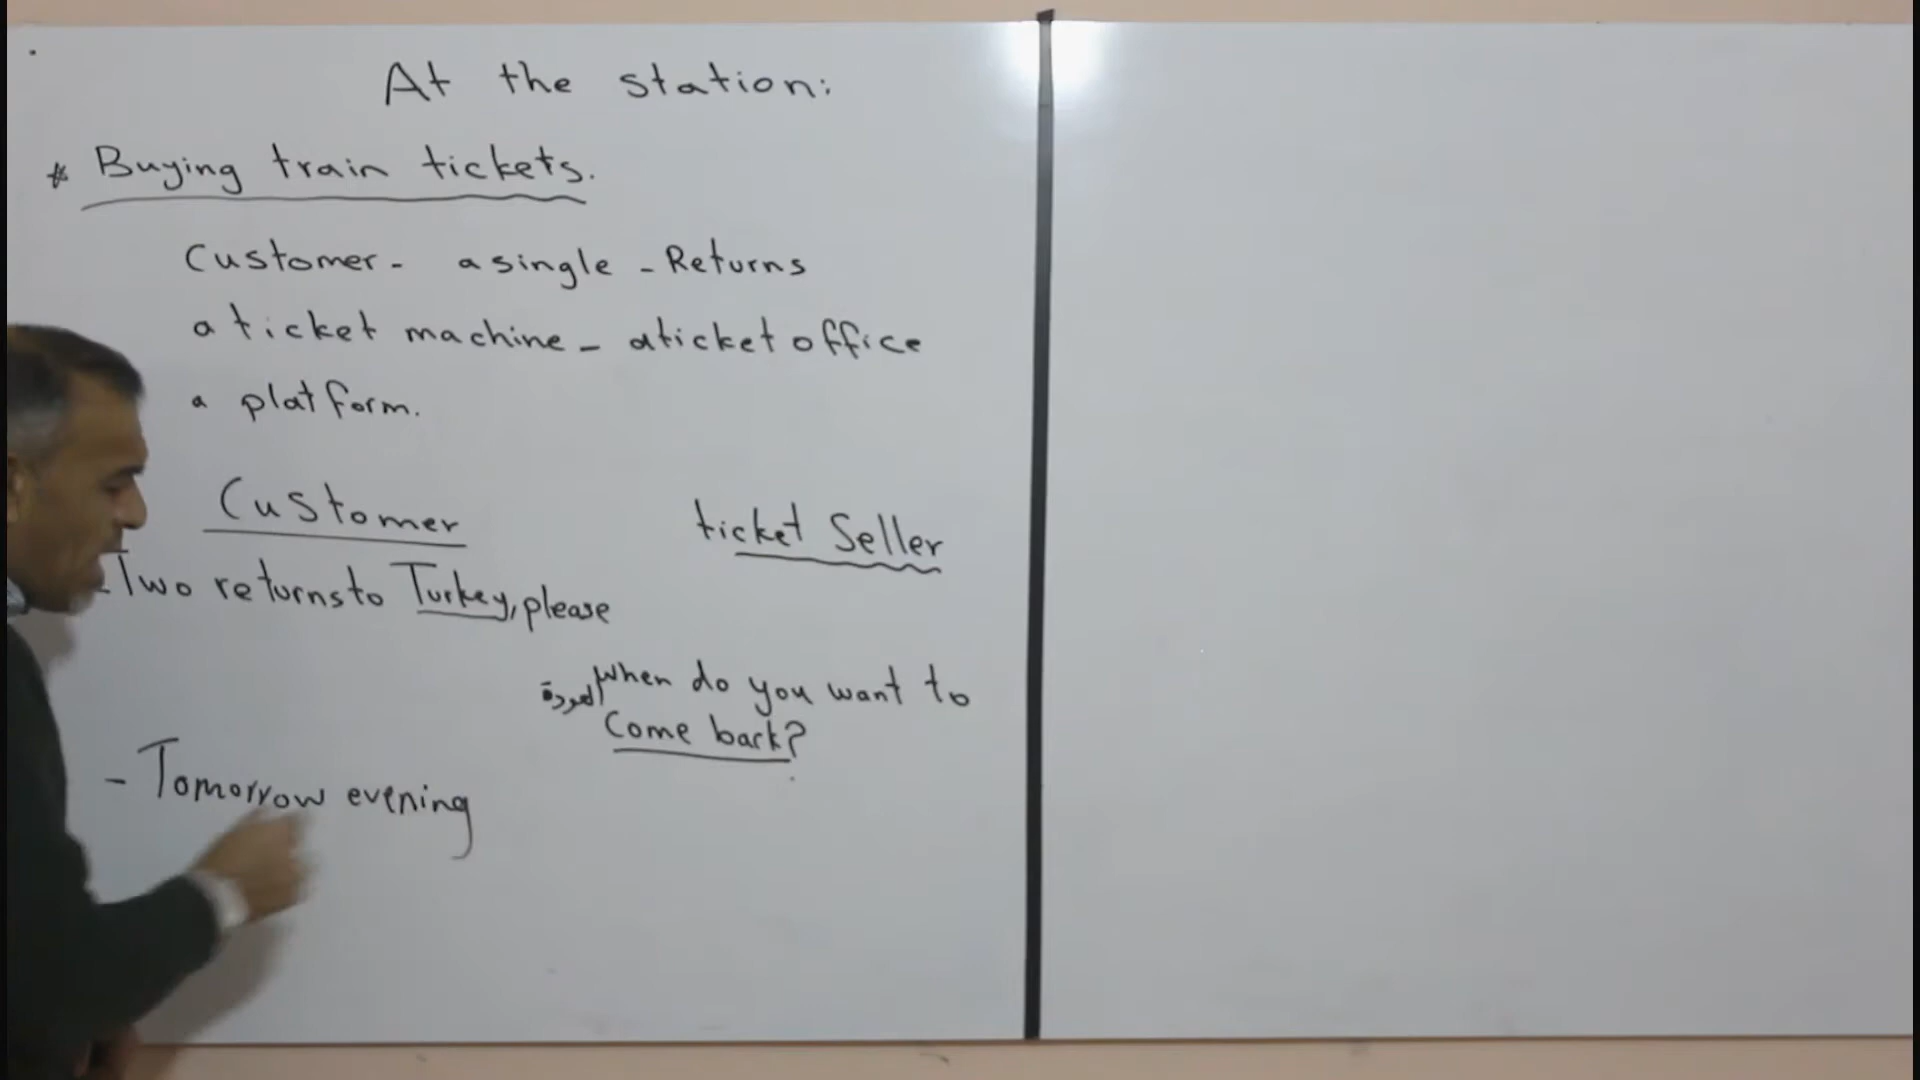 At the station:
* Buying train tickets.
Customer - a single - Returns
a ticket machine - a ticket office
a platform.
Customer
ticket Seller
- Two returns to Turkey, please
When do you want to
العودة
Come back?
- Tomorrow evening